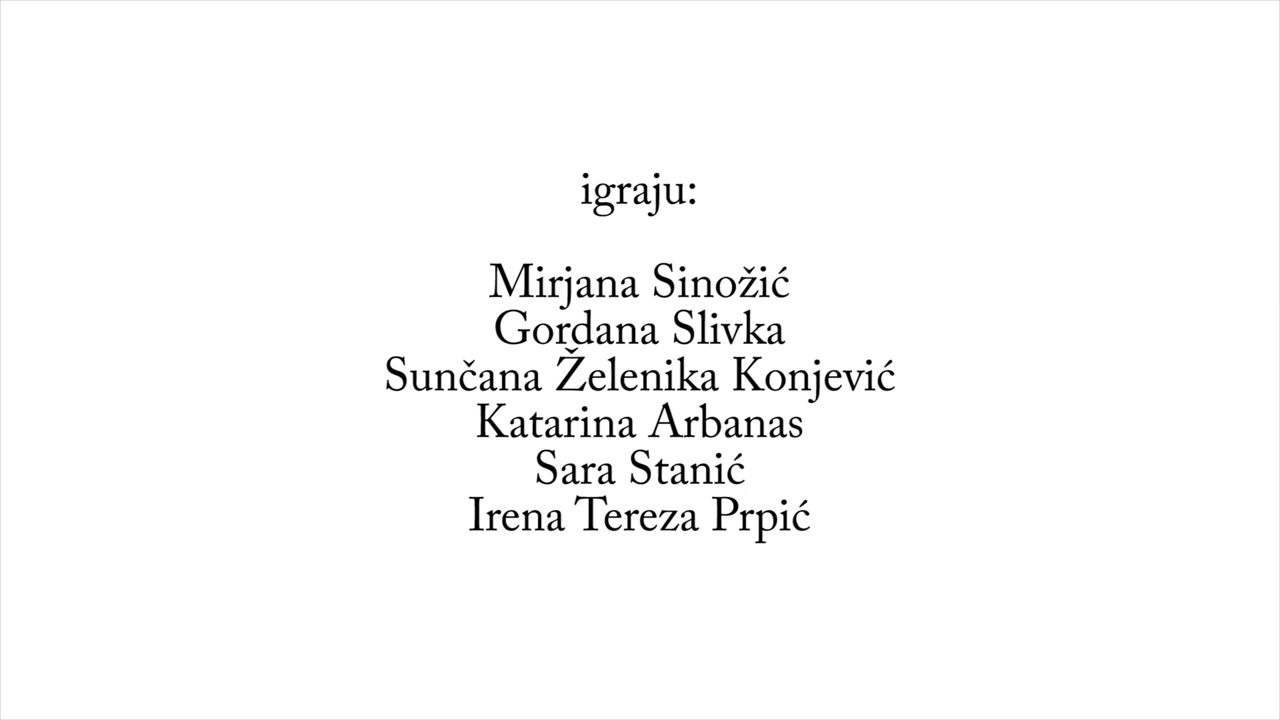 igraju:
Mirjana Sinožić
Gordana Slivka
Sunčana Želenika Konjević
Katarina Arbanas
Sara Stanić
Irena Tereza Prpić